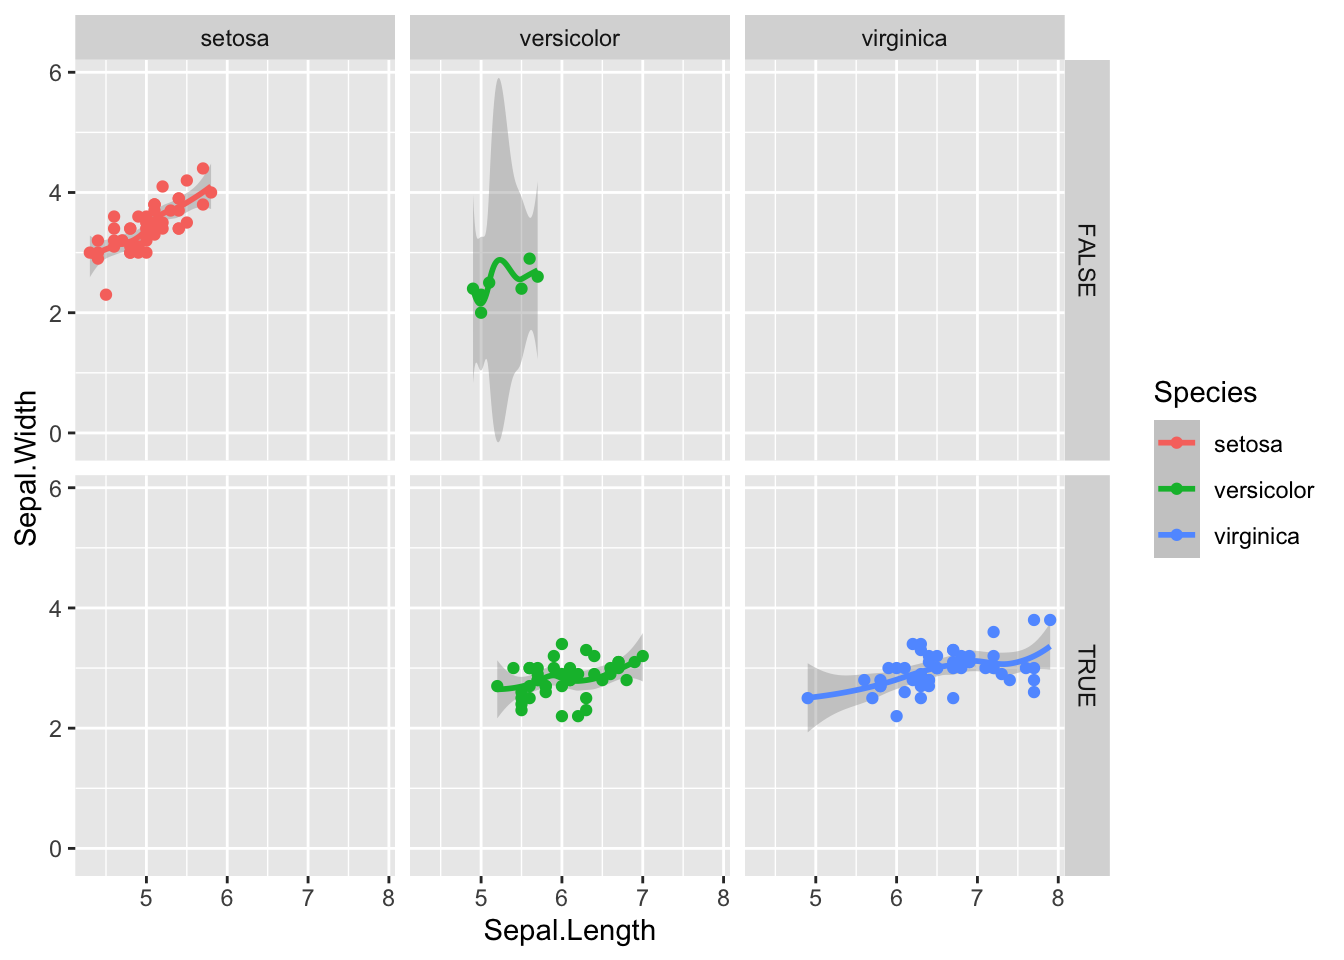 setosa versicolor virginica
6
4
2
0
FALSE
6
4
2
0
TRUE
5 6 7 8 5 6 7 8 5 6 7 8
Sepal.Length
Sepal.Width
Species
setosa
versicolor
virginica